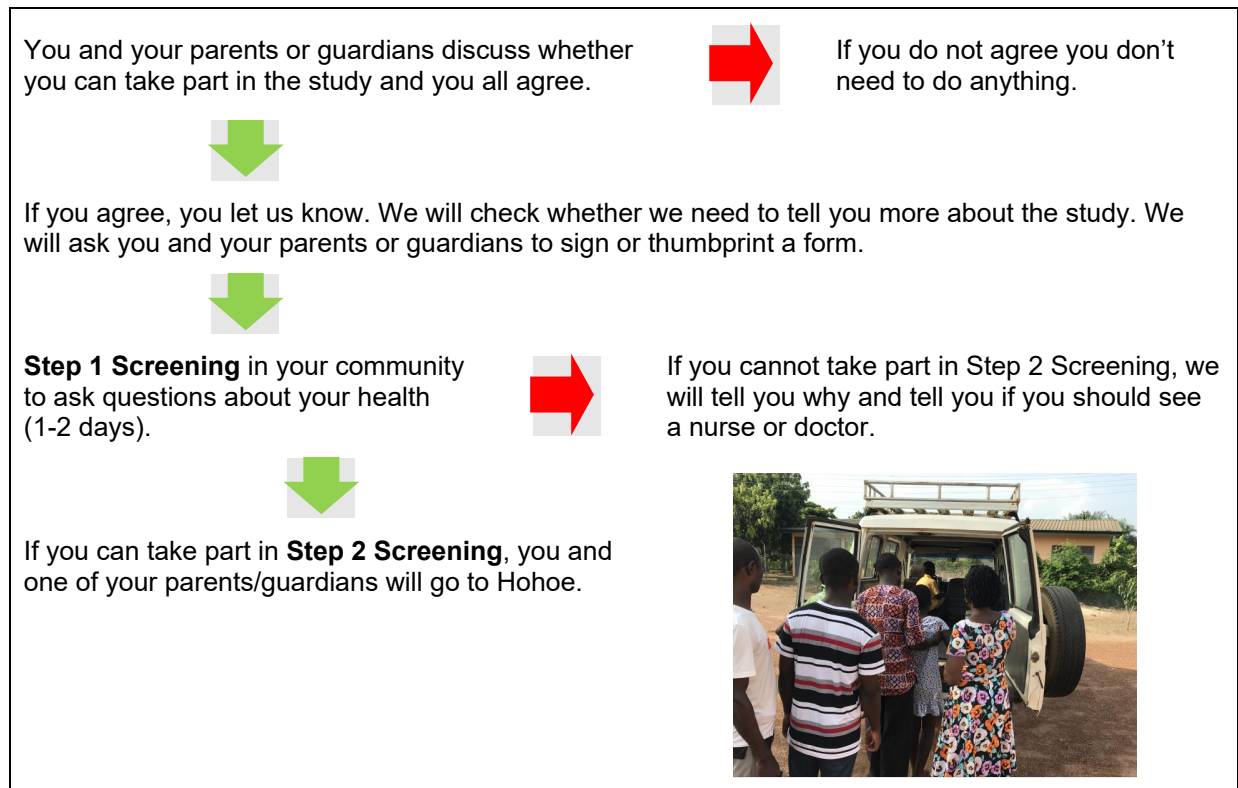 You and your parents or guardians discuss whether
you can take part in the study and you all agree.
If you do not agree you don’t
need to do anything.
If you agree, you let us know. We will check whether we need to tell you more about the study. We
will ask you and your parents or guardians to sign or thumbprint a form.
Step 1 Screening in your community
to ask questions about your health
(1-2 days).
If you cannot take part in Step 2 Screening, we
will tell you why and tell you if you should see
a nurse or doctor.
If you can take part in Step 2 Screening, you and
one of your parents/guardians will go to Hohoe.